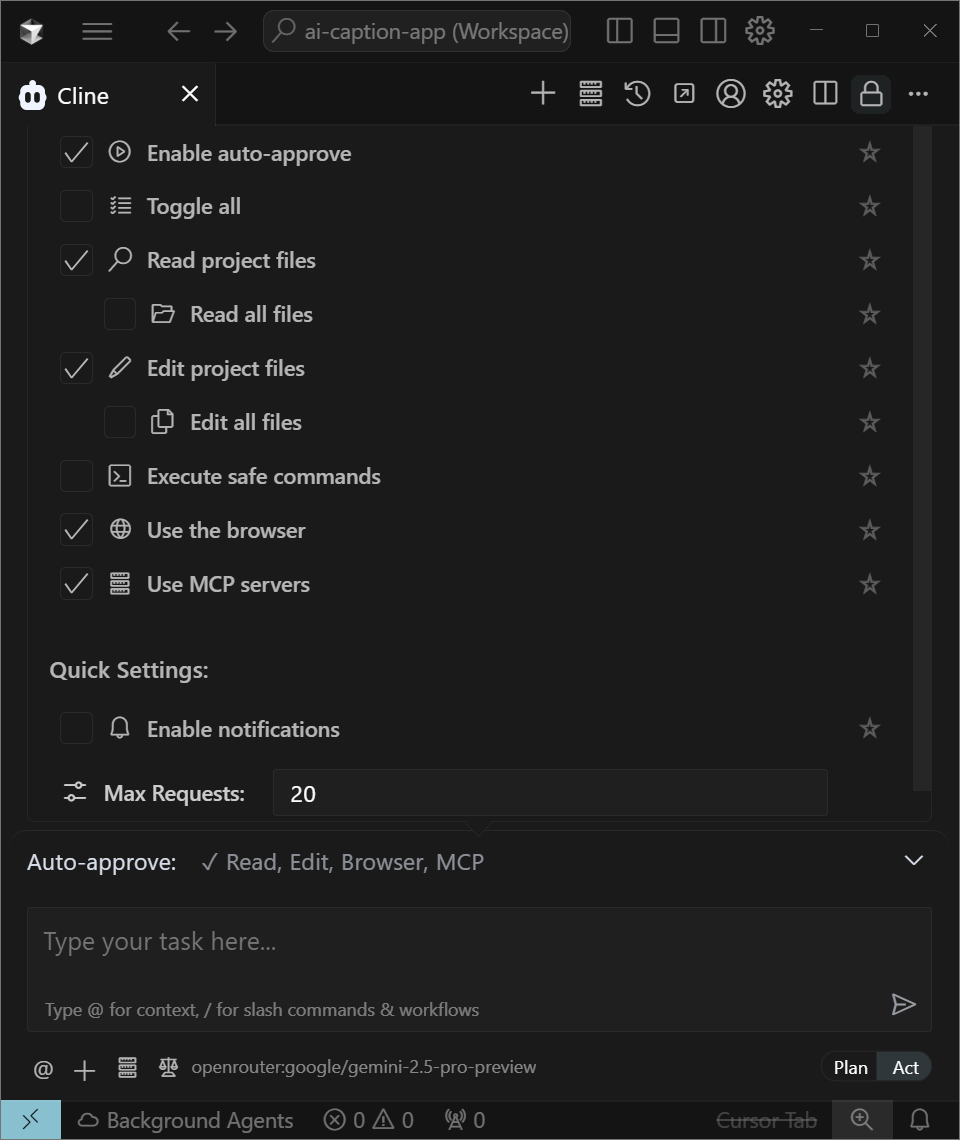 ai-caption-app (Workspace)
Cline
Enable auto-approve
Toggle all
Read project files
Read all files
Edit project files
Edit all files
Execute safe commands
Use the browser
Use MCP servers
Quick Settings:
Enable notifications
Max Requests: 20
Auto-approve: ✓ Read, Edit, Browser, MCP
Type your task here...
Type @ for context, / for slash commands & workflows
@ openrouter:google/gemini-2.5-pro-preview Plan Act
Background Agents 0 0 0 Cursor Tab